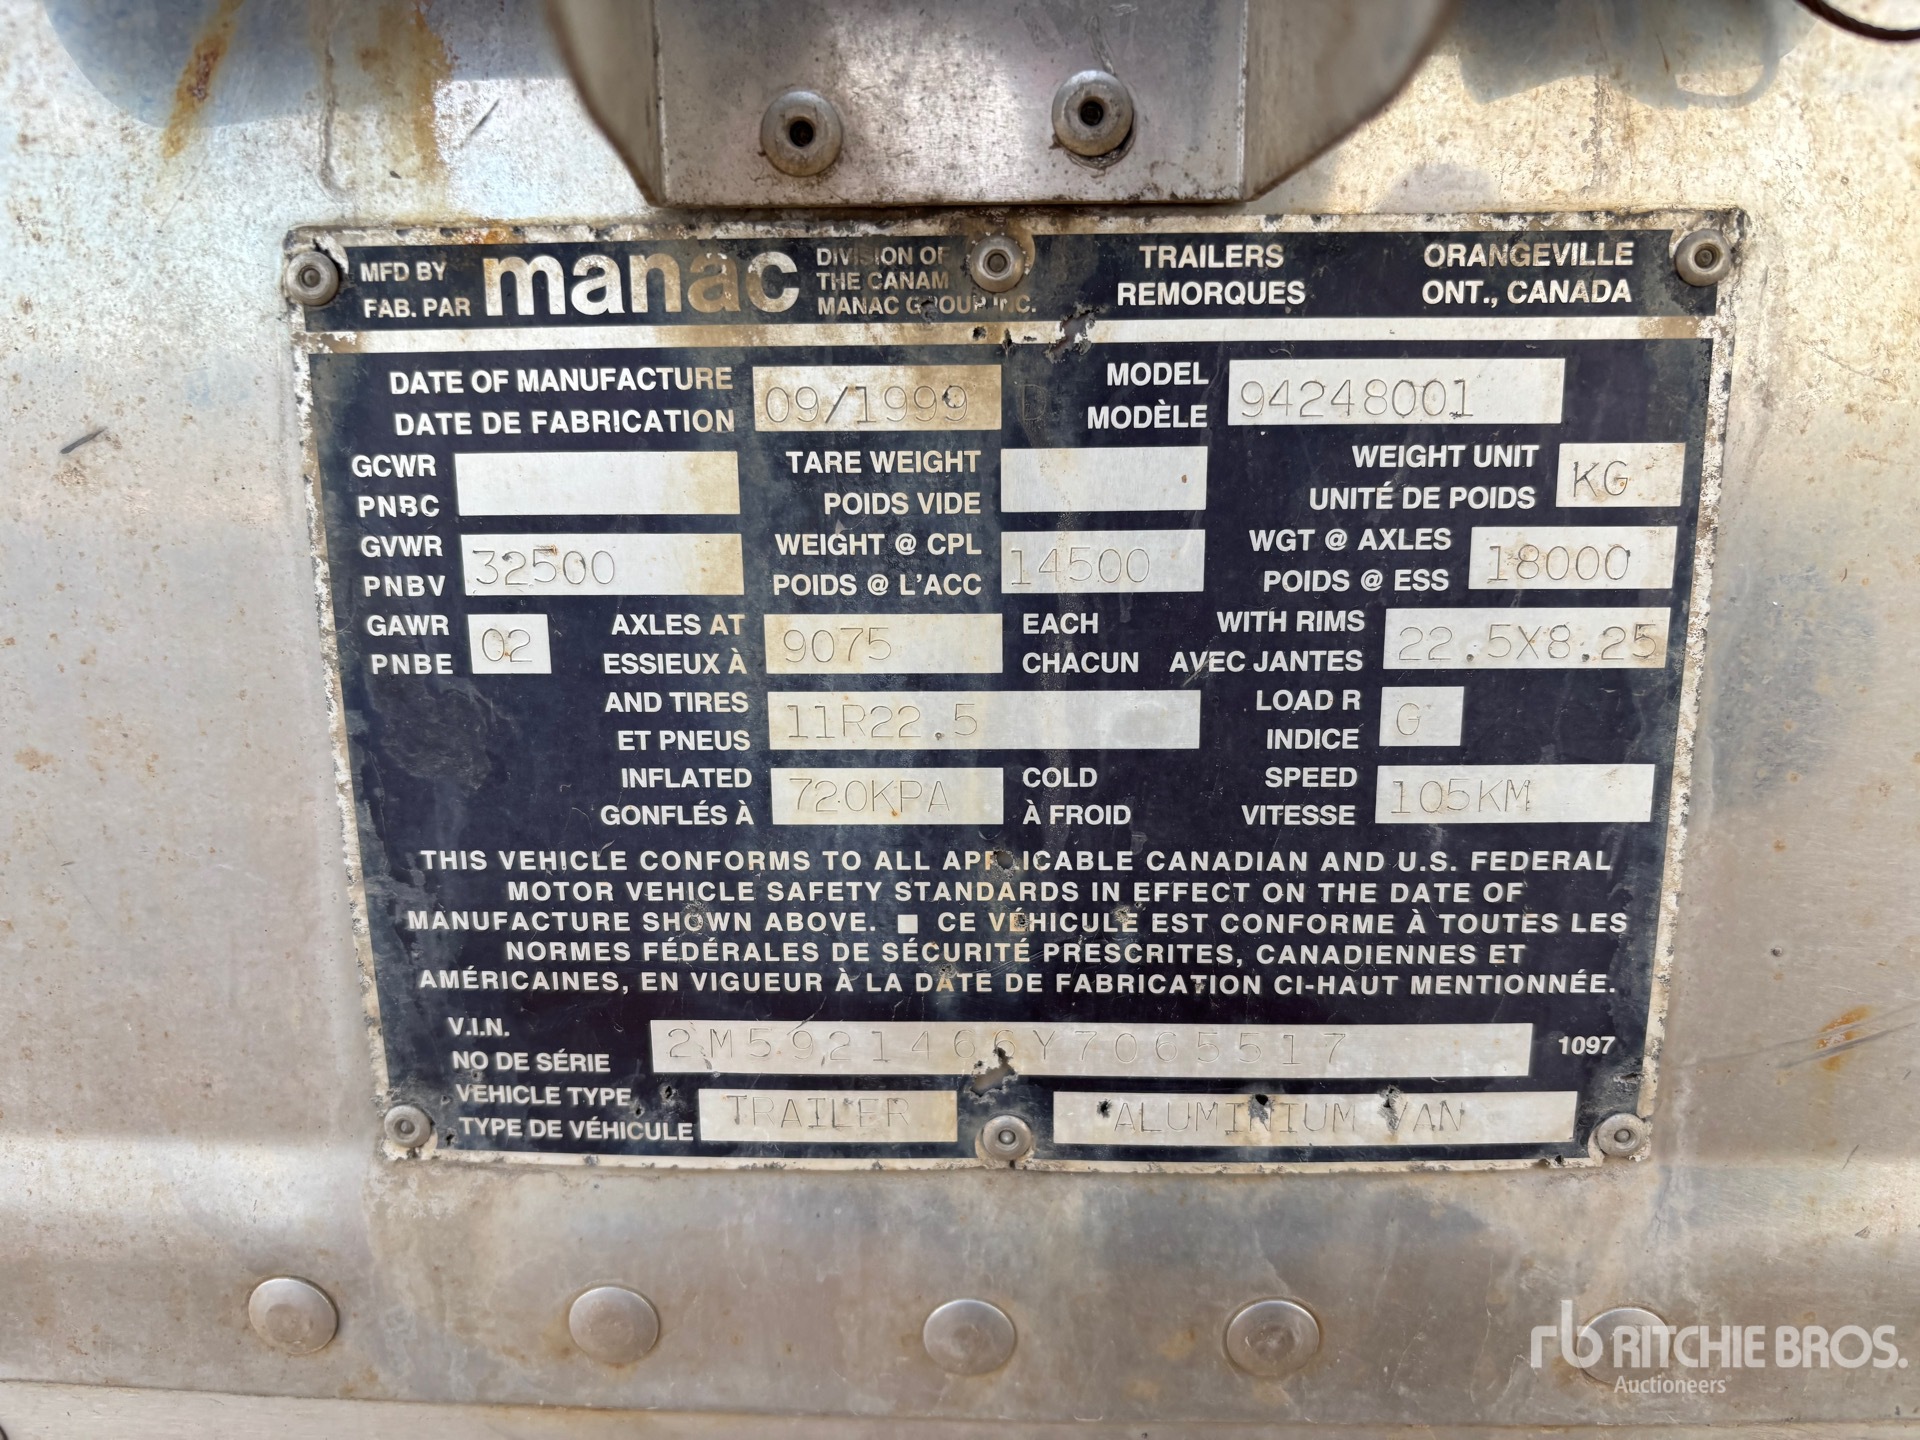 MFD BY
FAB. PAR
manac
DIVISION OF
THE CANAM
MANAC GROUP INC.
TRAILERS
REMORQUES
ORANGEVILLE
ONT., CANADA
DATE OF MANUFACTURE
DATE DE FABRICATION
09/1999
D
MODEL
MODÈLE
94248001
GCWR
PNBC
TARE WEIGHT
POIDS VIDE
WEIGHT UNIT
UNITÉ DE POIDS
KG
GVWR
PNBV
32500
WEIGHT @ CPL
POIDS @ L'ACC
14500
WGT @ AXLES
POIDS @ ESS
18000
GAWR
PNBE
02
AXLES AT
ESSIEUX À
9075
EACH
CHACUN
WITH RIMS
AVEC JANTES
22.5X8.25
AND TIRES
ET PNEUS
11R22.5
LOAD R
INDICE
G
INFLATED
GONFLÉS À
720KPA
COLD
À FROID
SPEED
VITESSE
105KM
THIS VEHICLE CONFORMS TO ALL APPLICABLE CANADIAN AND U.S. FEDERAL
MOTOR VEHICLE SAFETY STANDARDS IN EFFECT ON THE DATE OF
MANUFACTURE SHOWN ABOVE. ■ CE VÉHICULE EST CONFORME À TOUTES LES
NORMES FÉDÉRALES DE SÉCURITÉ PRESCRITES, CANADIENNES ET
AMÉRICAINES, EN VIGUEUR À LA DATE DE FABRICATION CI-HAUT MENTIONNÉE.
V.I.N.
NO DE SÉRIE
2M5921466Y7065517
1097
VEHICLE TYPE
TYPE DE VÉHICULE
TRAILER
ALUMINIUM VAN
rb RITCHIE BROS.
Auctioneers